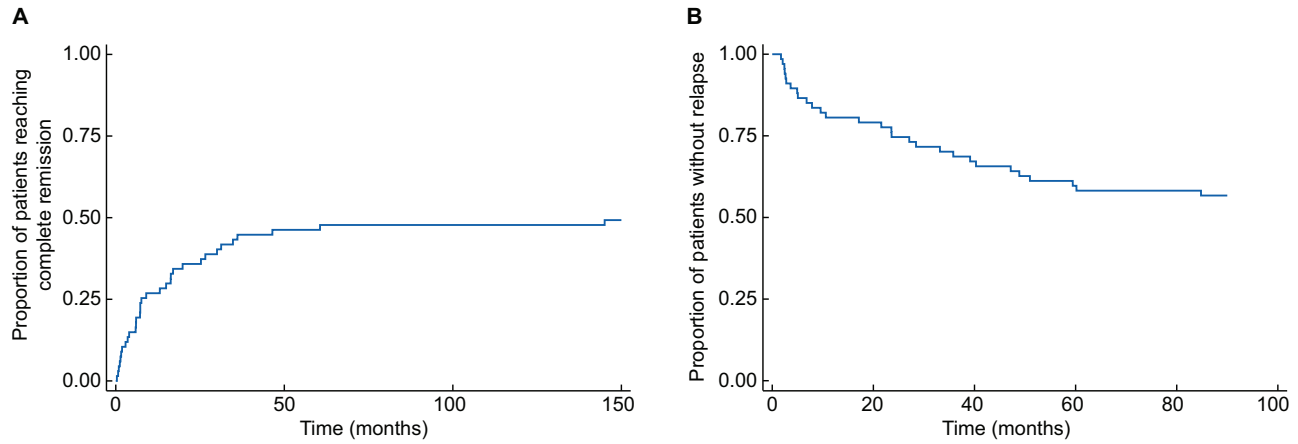 A
Proportion of patients reaching
complete remission
1.00
0.75
0.50
0.25
0.00
0 50 100 150
Time (months)
B
Proportion of patients without relapse
1.00
0.75
0.50
0.25
0.00
0 20 40 60 80 100
Time (months)